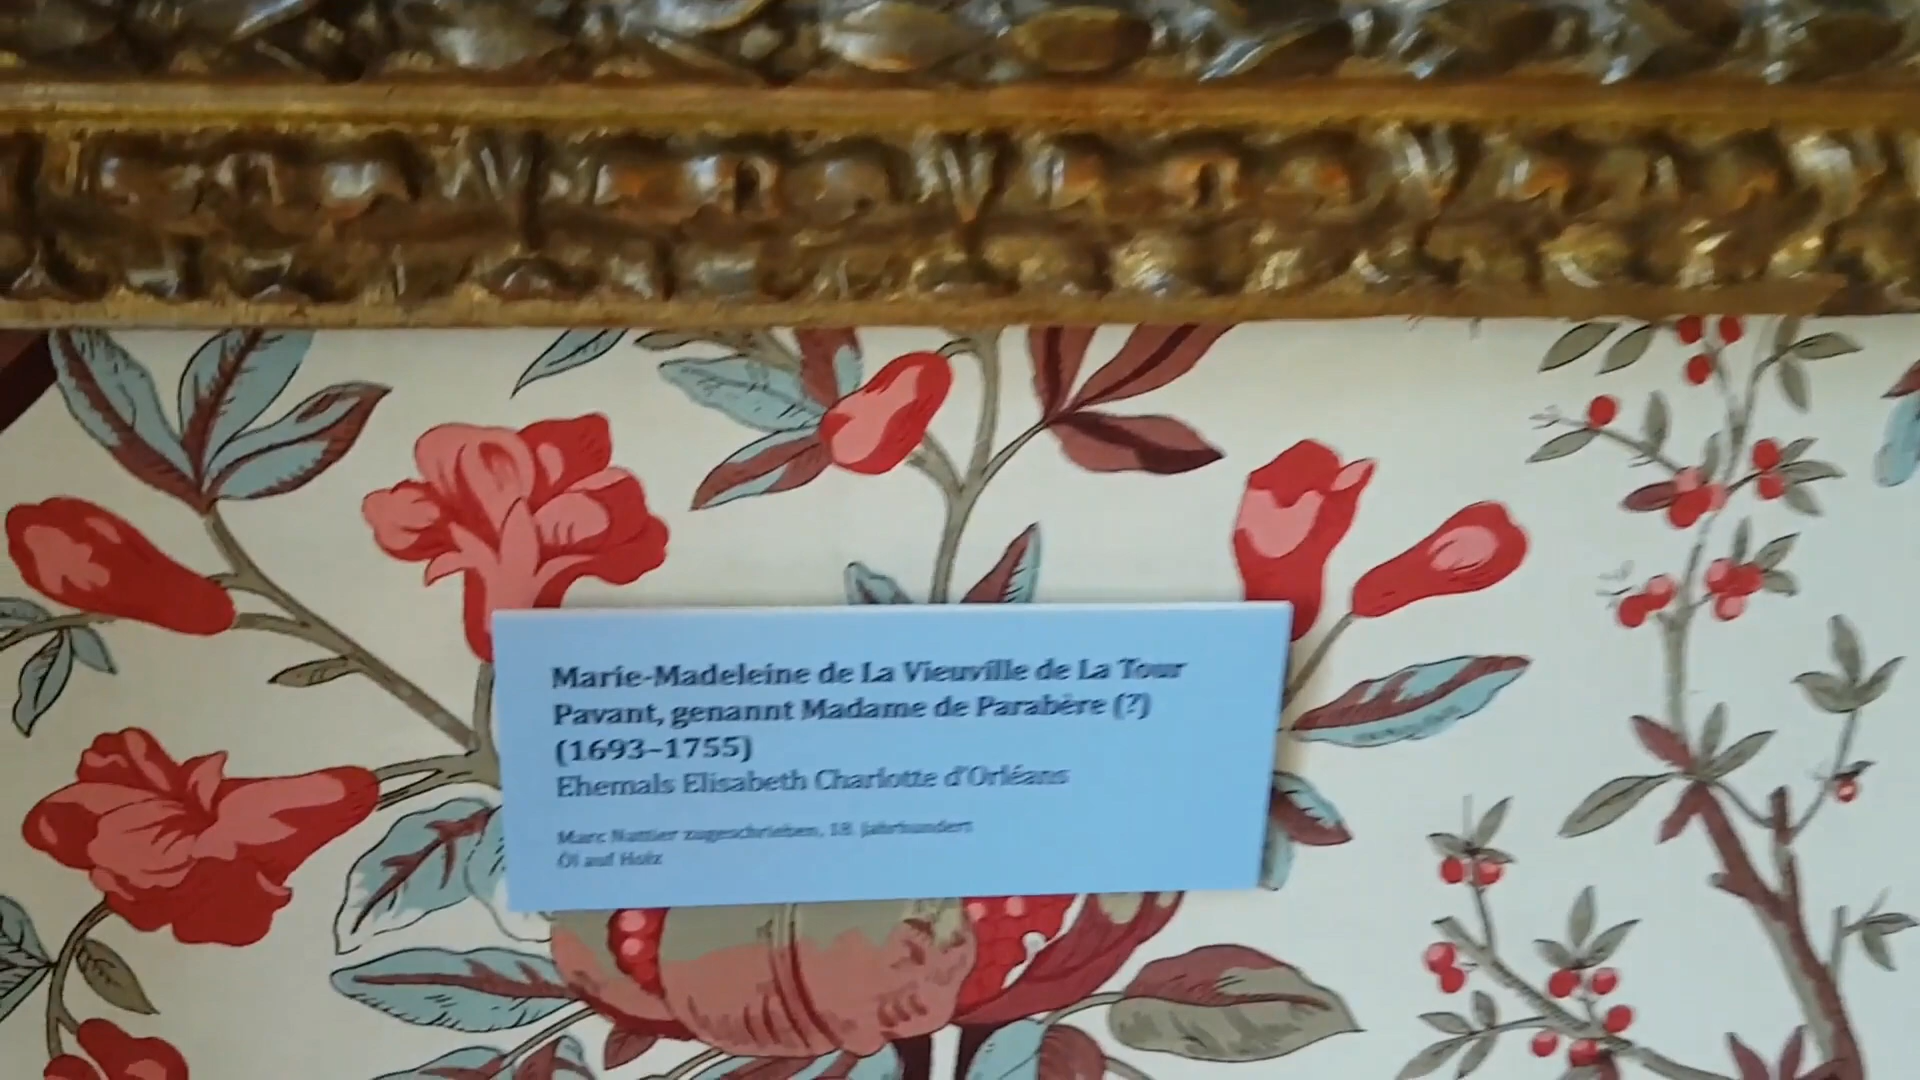 Marie-Madeleine de La Vieuville de La Tour
Pavant, genannt Madame de Parabère (?)
(1693–1755)
Ehemals Elisabeth Charlotte d'Orléans
Marc Nattier zugeschrieben, 18. Jahrhundert
Öl auf Holz